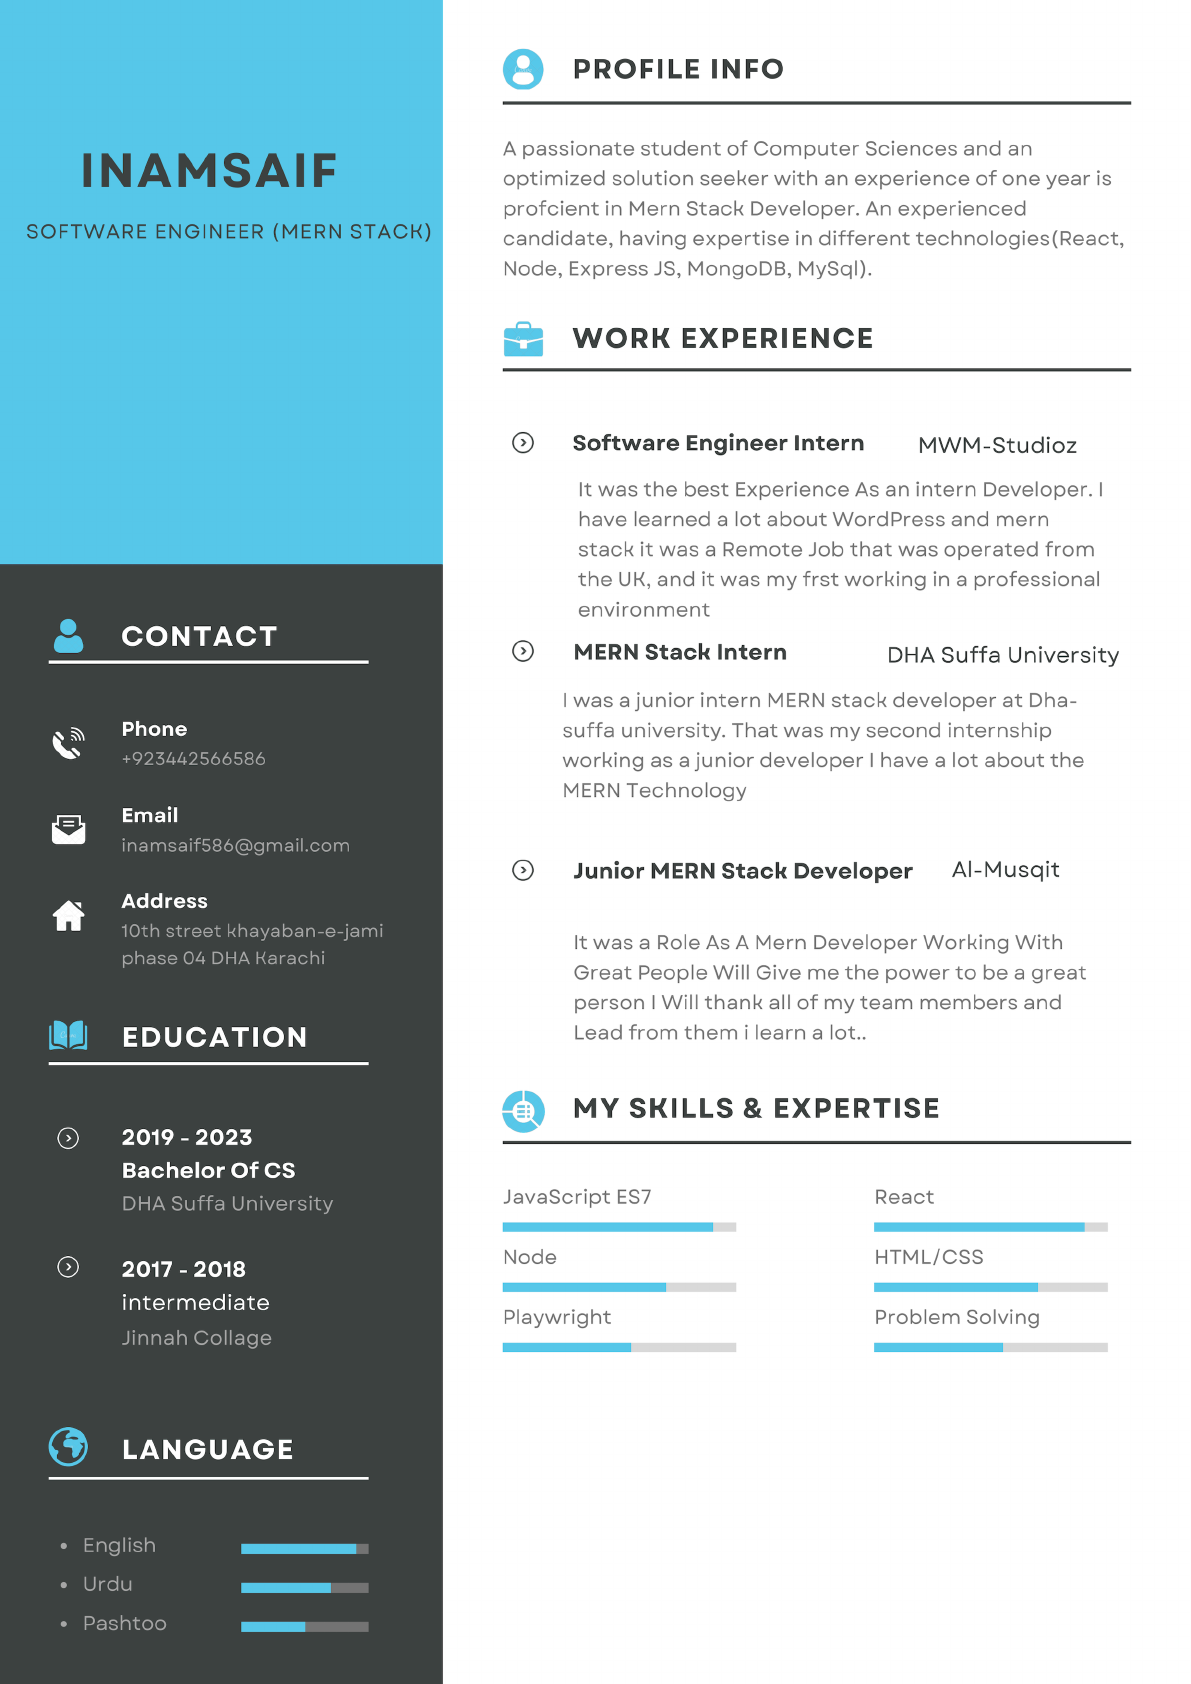 INAMSAIF
SOFTWARE ENGINEER (MERN STACK)
CONTACT
Phone
+923442566586
Email
inamsaif586@gmail.com
Address
10th street khayaban-e-jami
phase 04 DHA Karachi
EDUCATION
2019 - 2023
Bachelor Of CS
DHA Suffa University
2017 - 2018
intermediate
Jinnah Collage
LANGUAGE
• English
• Urdu
• Pashtoo
PROFILE INFO
A passionate student of Computer Sciences and an
optimized solution seeker with an experience of one year is
profcient in Mern Stack Developer. An experienced
candidate, having expertise in different technologies(React,
Node, Express JS, MongoDB, MySql).
WORK EXPERIENCE
Software Engineer Intern MWM-Studioz
It was the best Experience As an intern Developer. I
have learned a lot about WordPress and mern
stack it was a Remote Job that was operated from
the UK, and it was my frst working in a professional
environment
MERN Stack Intern DHA Suffa University
I was a junior intern MERN stack developer at Dha-
suffa university. That was my second internship
working as a junior developer I have a lot about the
MERN Technology
Junior MERN Stack Developer Al-Musqit
It was a Role As A Mern Developer Working With
Great People Will Give me the power to be a great
person I Will thank all of my team members and
Lead from them i learn a lot..
MY SKILLS & EXPERTISE
JavaScript ES7 React
Node HTML/CSS
Playwright Problem Solving